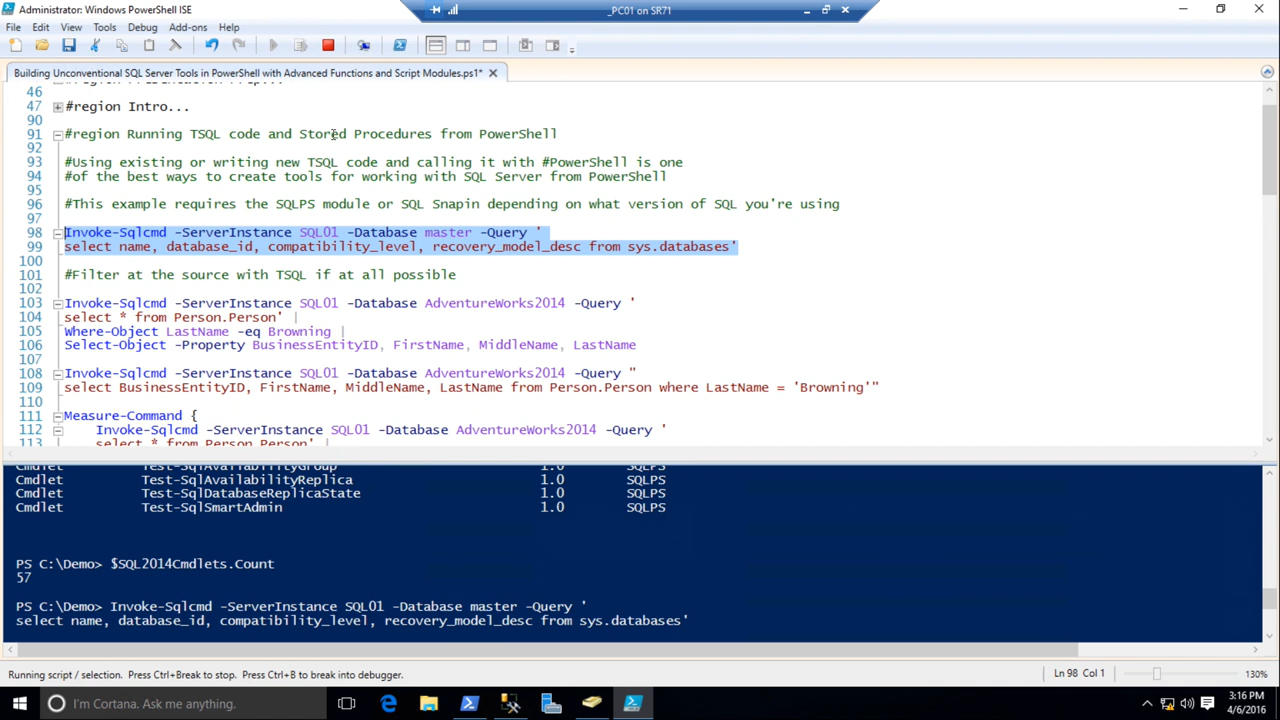 Administrator: Windows PowerShell ISE
_PC01 on SR71
File Edit View Tools Debug Add-ons Help
Building Unconventional SQL Server Tools in PowerShell with Advanced Functions and Script Modules.ps1*
46
47 #region Intro...
90
91 #region Running TSQL code and Stored Procedures from PowerShell
92
93 #Using existing or writing new TSQL code and calling it with #PowerShell is one
94 #of the best ways to create tools for working with SQL Server from PowerShell
95
96 #This example requires the SQLPS module or SQL Snapin depending on what version of SQL you're using
97
98 Invoke-Sqlcmd -ServerInstance SQL01 -Database master -Query '
99 select name, database_id, compatibility_level, recovery_model_desc from sys.databases'
100
101 #Filter at the source with TSQL if at all possible
102
103 Invoke-Sqlcmd -ServerInstance SQL01 -Database AdventureWorks2014 -Query '
104 select * from Person.Person' |
105 Where-Object LastName -eq Browning |
106 Select-Object -Property BusinessEntityID, FirstName, MiddleName, LastName
107
108 Invoke-Sqlcmd -ServerInstance SQL01 -Database AdventureWorks2014 -Query "
109 select BusinessEntityID, FirstName, MiddleName, LastName from Person.Person where LastName = 'Browning'"
110
111 Measure-Command {
112 Invoke-Sqlcmd -ServerInstance SQL01 -Database AdventureWorks2014 -Query '
113 select * from Person.Person' |
Cmdlet Test-SqlAvailabilityGroup 1.0 SQLPS
Cmdlet Test-SqlAvailabilityReplica 1.0 SQLPS
Cmdlet Test-SqlDatabaseReplicaState 1.0 SQLPS
Cmdlet Test-SqlSmartAdmin 1.0 SQLPS
PS C:\Demo> $SQL2014Cmdlets.Count
57
PS C:\Demo> Invoke-Sqlcmd -ServerInstance SQL01 -Database master -Query '
select name, database_id, compatibility_level, recovery_model_desc from sys.databases'
Running script / selection. Press Ctrl+Break to stop. Press Ctrl+B to break into debugger.
Ln 98 Col 1
130%
I'm Cortana. Ask me anything.
3:16 PM
4/6/2016